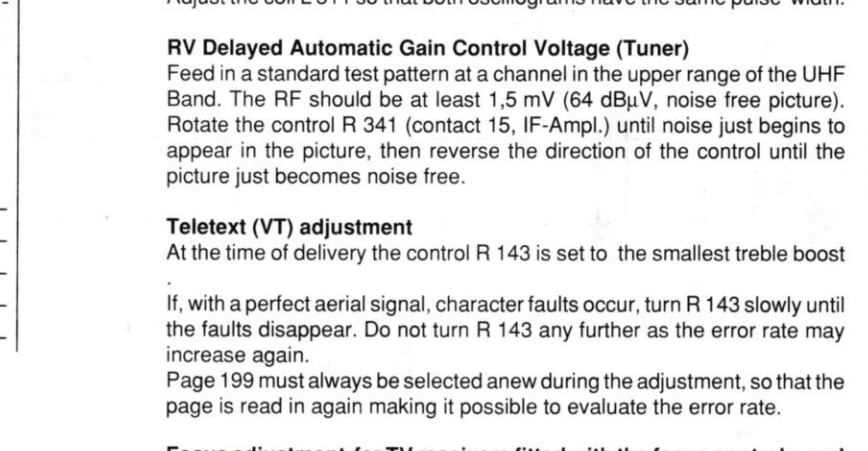 RV Delayed Automatic Gain Control Voltage (Tuner)
Feed in a standard test pattern at a channel in the upper range of the UHF
Band. The RF should be at least 1,5 mV (64 dBµV, noise free picture).
Rotate the control R 341 (contact 15, IF-Ampl.) until noise just begins to
appear in the picture, then reverse the direction of the control until the
picture just becomes noise free.
Teletext (VT) adjustment
At the time of delivery the control R 143 is set to the smallest treble boost
.
If, with a perfect aerial signal, character faults occur, turn R 143 slowly until
the faults disappear. Do not turn R 143 any further as the error rate may
increase again.
Page 199 must always be selected anew during the adjustment, so that the
page is read in again making it possible to evaluate the error rate.